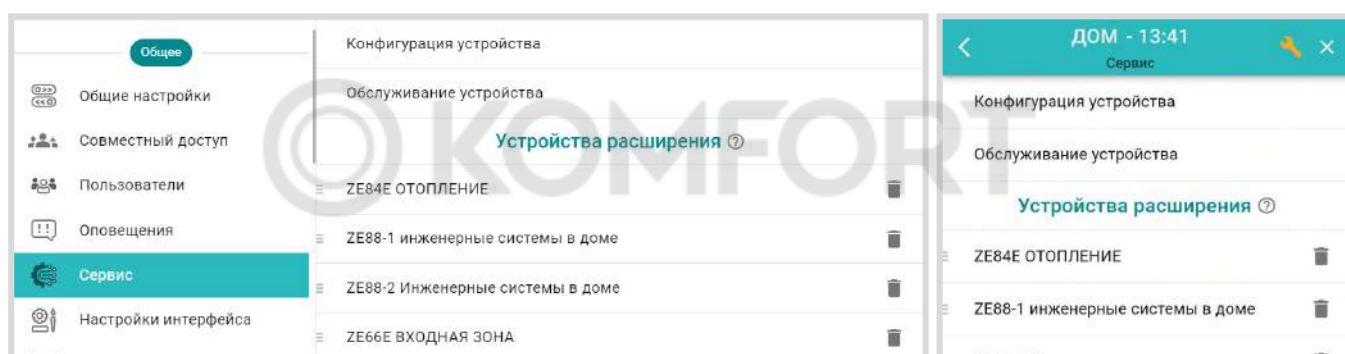 Общее
Общие настройки
Совместный доступ
Пользователи
Оповещения
Сервис
Настройки интерфейса
Конфигурация устройства
Обслуживание устройства
Устройства расширения ?
ZE84E ОТОПЛЕНИЕ
ZE88-1 инженерные системы в доме
ZE88-2 Инженерные системы в доме
ZE66E ВХОДНАЯ ЗОНА
ДОМ - 13:41
Сервис
Конфигурация устройства
Обслуживание устройства
Устройства расширения ?
ZE84E ОТОПЛЕНИЕ
ZE88-1 инженерные системы в доме
KOMFORT